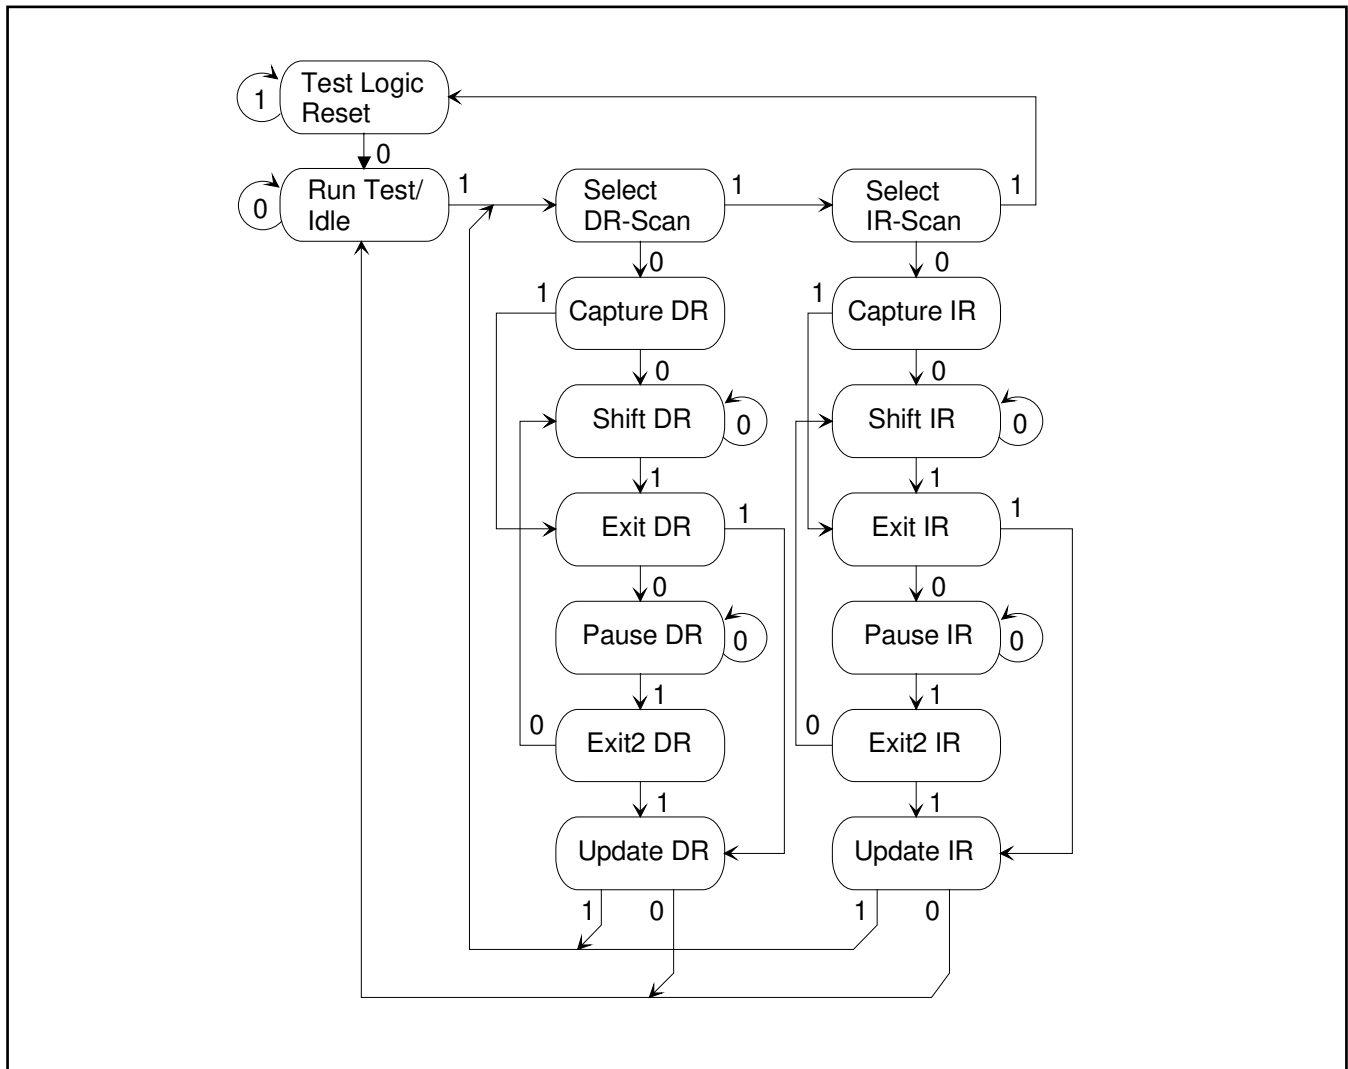 Test Logic
Reset
1
0
Run Test/
Idle
0
1
Select
DR-Scan
1
Select
IR-Scan
1
0
0
1
Capture DR
1
Capture IR
0
0
Shift DR
0
Shift IR
0
1
1
Exit DR
1
Exit IR
1
0
0
Pause DR
0
Pause IR
0
1
1
0
Exit2 DR
0
Exit2 IR
1
1
Update DR
Update IR
1
0
1
0